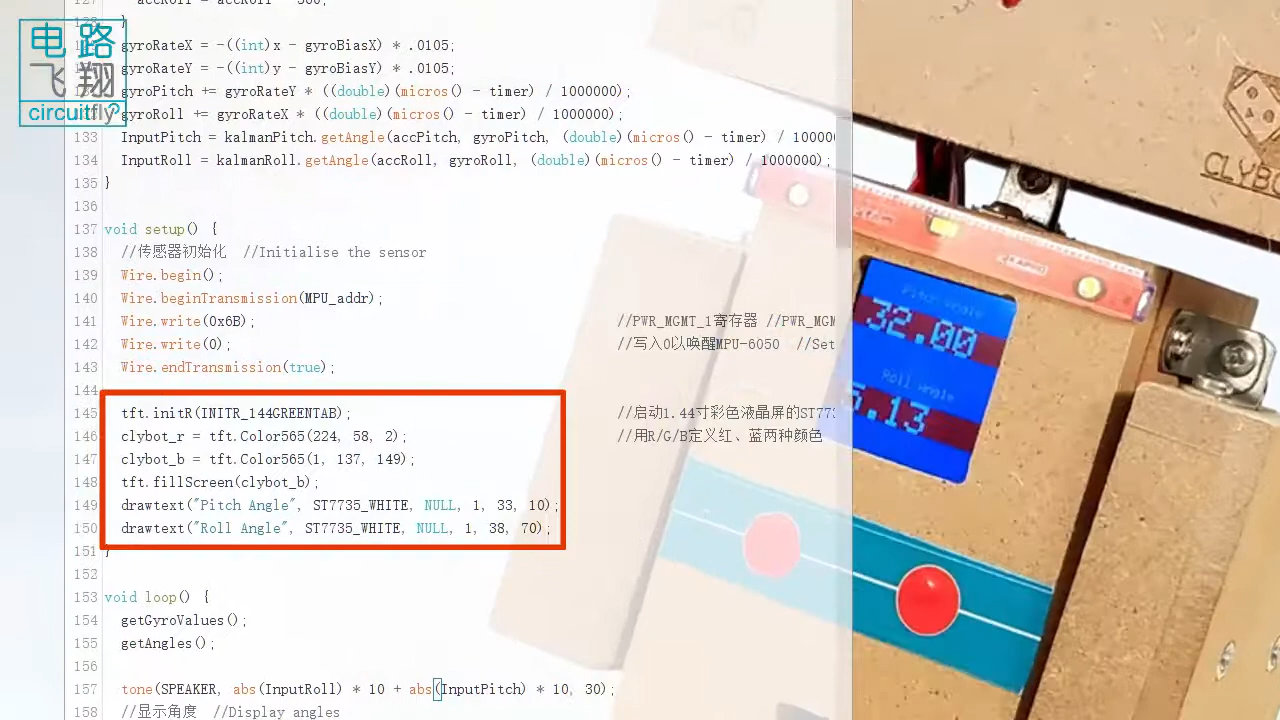 电路
飞翔
circuitfly
128 }
gyroRateX = -((int)x - gyroBiasX) * .0105;
gyroRateY = -((int)y - gyroBiasY) * .0105;
gyroPitch += gyroRateY * ((double)(micros() - timer) / 1000000);
gyroRoll += gyroRateX * ((double)(micros() - timer) / 1000000);
133 InputPitch = kalmanPitch.getAngle(accPitch, gyroPitch, (double)(micros() - timer) / 10000
134 InputRoll = kalmanRoll.getAngle(accRoll, gyroRoll, (double)(micros() - timer) / 1000000);
135 }
136
137 void setup() {
138 //传感器初始化 //Initialise the sensor
139 Wire.begin();
140 Wire.beginTransmission(MPU_addr);
141 Wire.write(0x6B); //PWR_MGMT_1寄存器 //PWR_MG
142 Wire.write(0); //写入0以唤醒MPU-6050 //Set
143 Wire.endTransmission(true);
144
145 tft.initR(INITR_144GREENTAB); //启动1.44寸彩色液晶屏的ST77
146 clybot_r = tft.Color565(224, 58, 2); //用R/G/B定义红、蓝两种颜色
147 clybot_b = tft.Color565(1, 137, 149);
148 tft.fillScreen(clybot_b);
149 drawtext("Pitch Angle", ST7735_WHITE, NULL, 1, 33, 10);
150 drawtext("Roll Angle", ST7735_WHITE, NULL, 1, 38, 70);
151 }
152
153 void loop() {
154 getGyroValues();
155 getAngles();
156
157 tone(SPEAKER, abs(InputRoll) * 10 + abs(InputPitch) * 10, 30);
158 //显示角度 //Display angles
CLYBO
Pitch Angle
32.00
Roll Angle
5.13